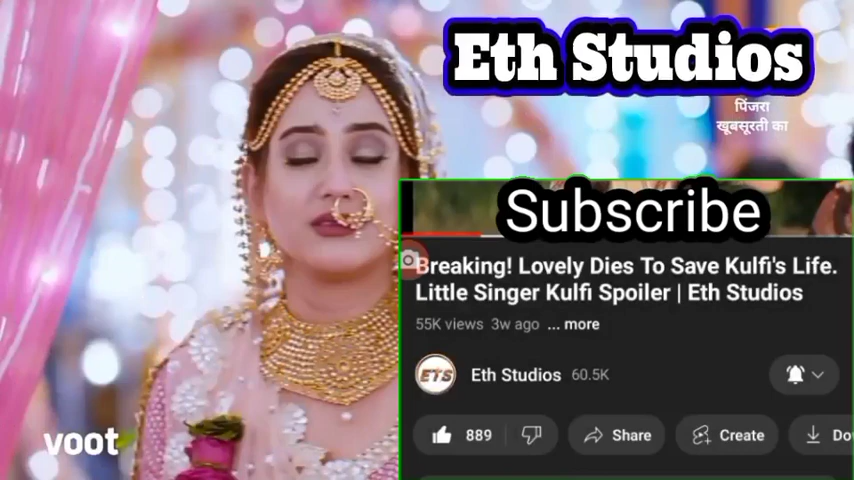 Eth Studios
पिंजरा
खूबसूरती का
Subscribe
Breaking! Lovely Dies To Save Kulfi's Life.
Little Singer Kulfi Spoiler | Eth Studios
55K views 3w ago ... more
ETS
Eth Studios 60.5K
889
Share
Create
Do
voot